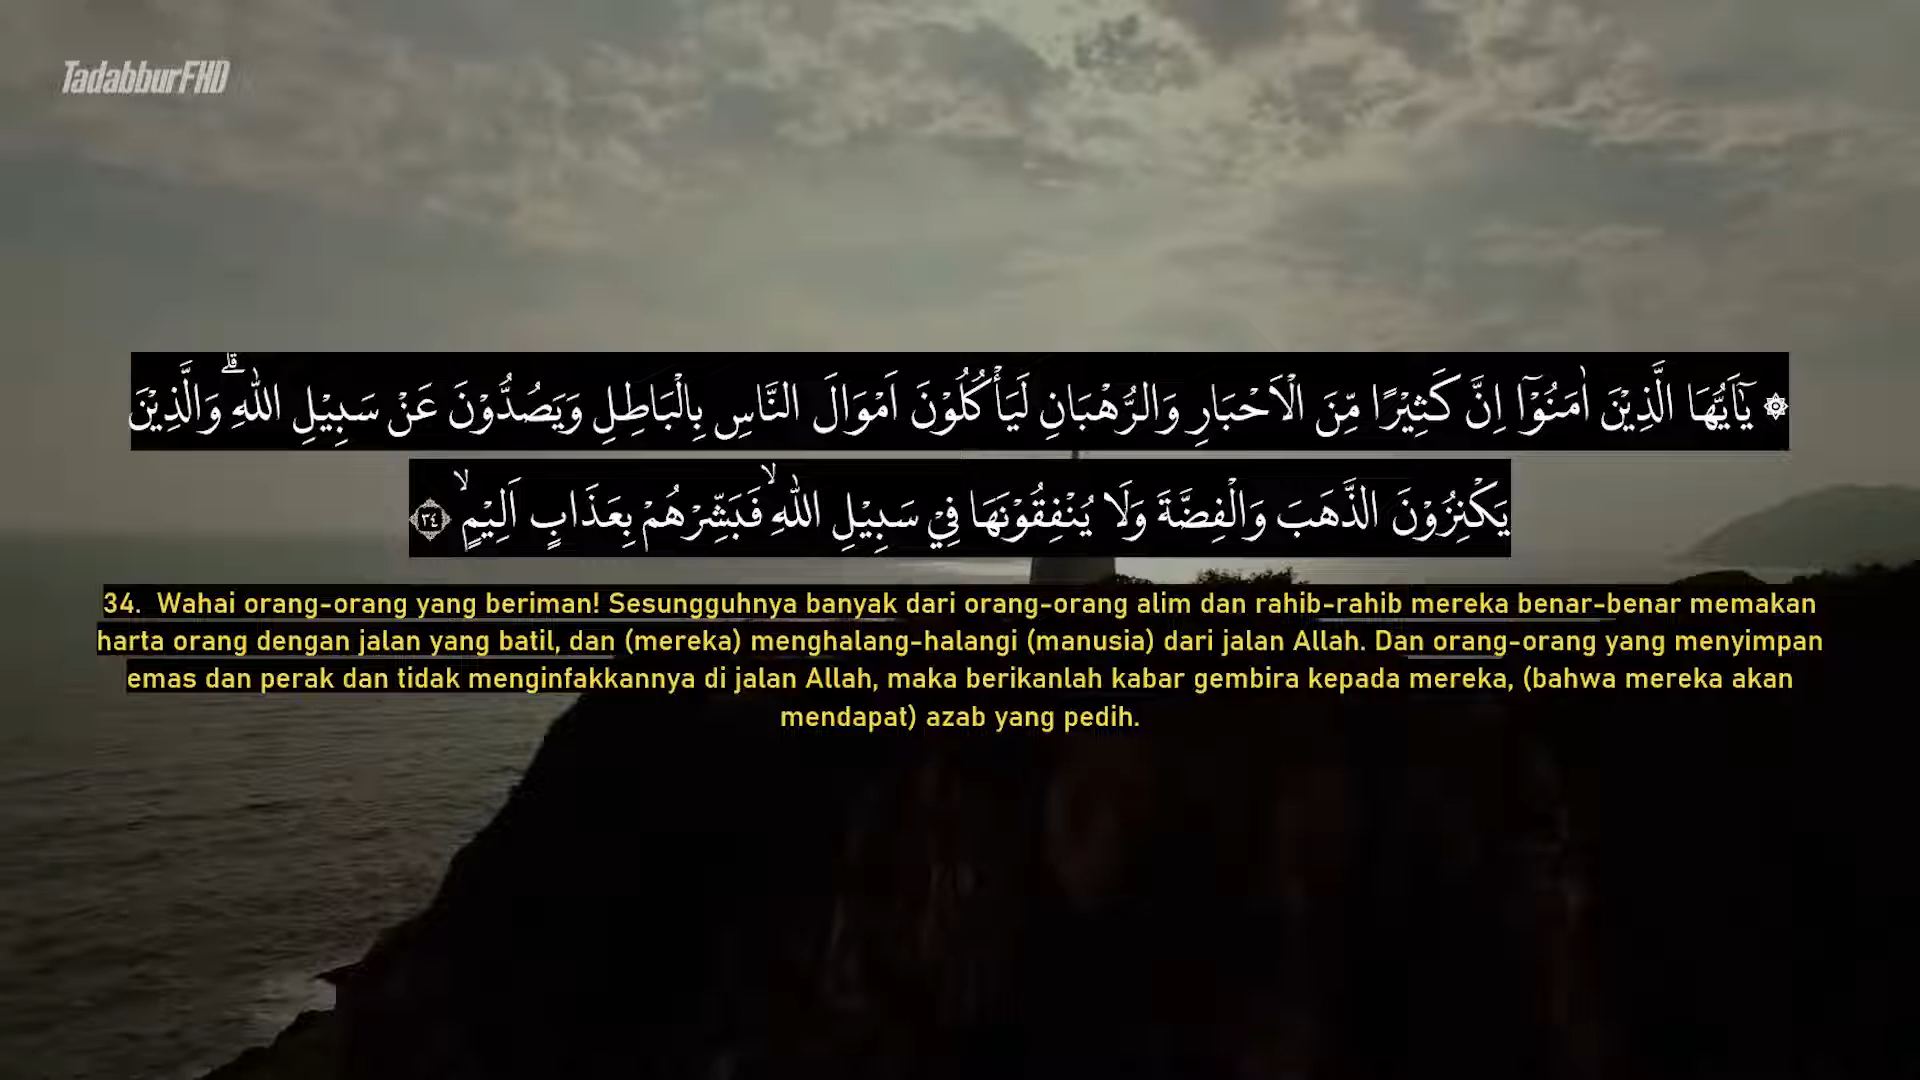 TadabburFHD
۞ يٰٓاَيُّهَا الَّذِيْنَ اٰمَنُوْٓا اِنَّ كَثِيْرًا مِّنَ الْاَحْبَارِ وَالرُّهْبَانِ لَيَأْكُلُوْنَ اَمْوَالَ النَّاسِ بِالْبَاطِلِ وَيَصُدُّوْنَ عَنْ سَبِيْلِ اللّٰهِ ۗوَالَّذِيْنَ
يَكْنِزُوْنَ الذَّهَبَ وَالْفِضَّةَ وَلَا يُنْفِقُوْنَهَا فِيْ سَبِيْلِ اللّٰهِ ۙفَبَشِّرْهُمْ بِعَذَابٍ اَلِيْمٍۙ ٣٤
34. Wahai orang-orang yang beriman! Sesungguhnya banyak dari orang-orang alim dan rahib-rahib mereka benar-benar memakan
harta orang dengan jalan yang batil, dan (mereka) menghalang-halangi (manusia) dari jalan Allah. Dan orang-orang yang menyimpan
emas dan perak dan tidak menginfakkannya di jalan Allah, maka berikanlah kabar gembira kepada mereka, (bahwa mereka akan
mendapat) azab yang pedih.